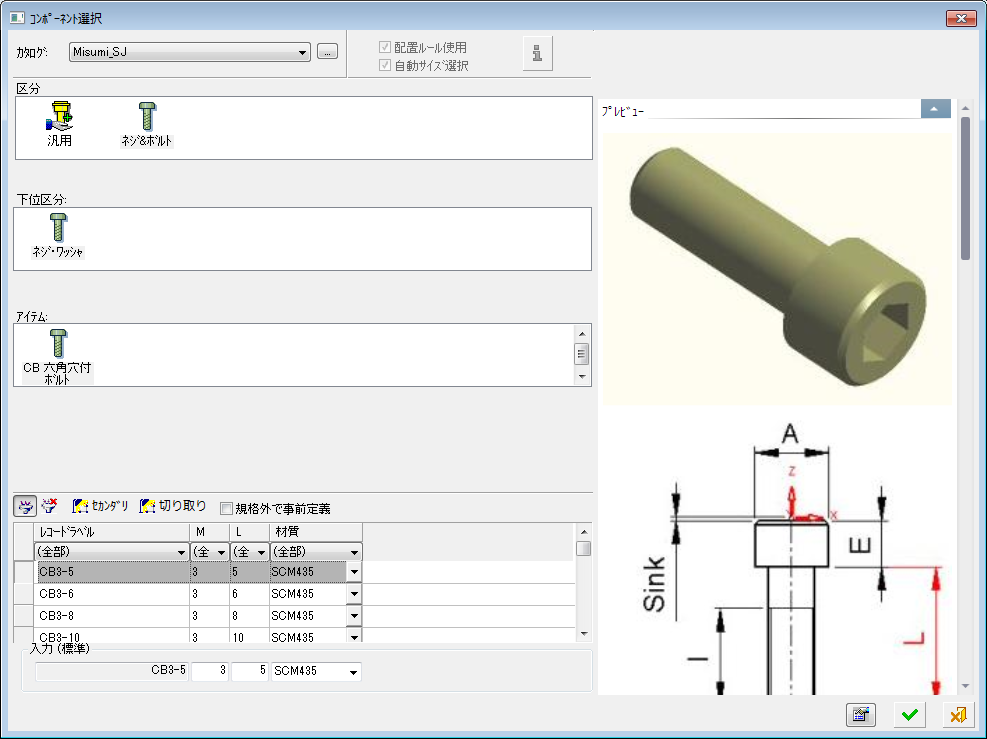 コンポーネント選択
カタログ:
Misumi_SJ
...
配置ルール使用
自動サイズ選択
区分
汎用
ネジ&ボルト
下位区分:
ネジ・ワッシャ
アイテム:
CB 六角穴付
ボルト
セカンダリ
切り取り
規格外で事前定義
レコードラベル M L 材質
(全部) (全 (全 (全部)
CB3-5 3 5 SCM435
CB3-6 3 6 SCM435
CB3-8 3 8 SCM435
CB3-10 3 10 SCM435
入力 (標準)
CB3-5 3 5 SCM435
プレビュー
A
Z
X
E
Sink
L
l